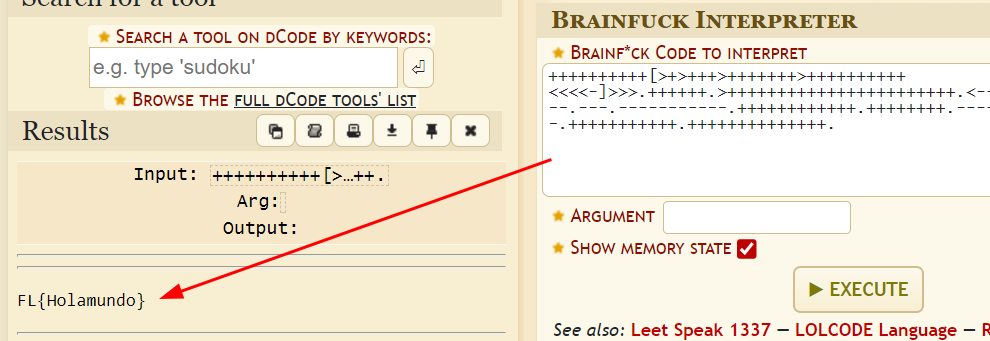 Search for a tool
SEARCH A TOOL ON DCODE BY KEYWORDS:
e.g. type 'sudoku'
BROWSE THE FULL DCODE TOOLS' LIST
Results
Input: ++++++++++[>…++.
Arg:
Output:
FL{Holamundo}
BRAINFUCK INTERPRETER
BRAINF*CK CODE TO INTERPRET
++++++++++[>+>+++>+++++++>++++++++++
ARGUMENT
SHOW MEMORY STATE
EXECUTE
See also: Leet Speak 1337 — LOLCODE Language —